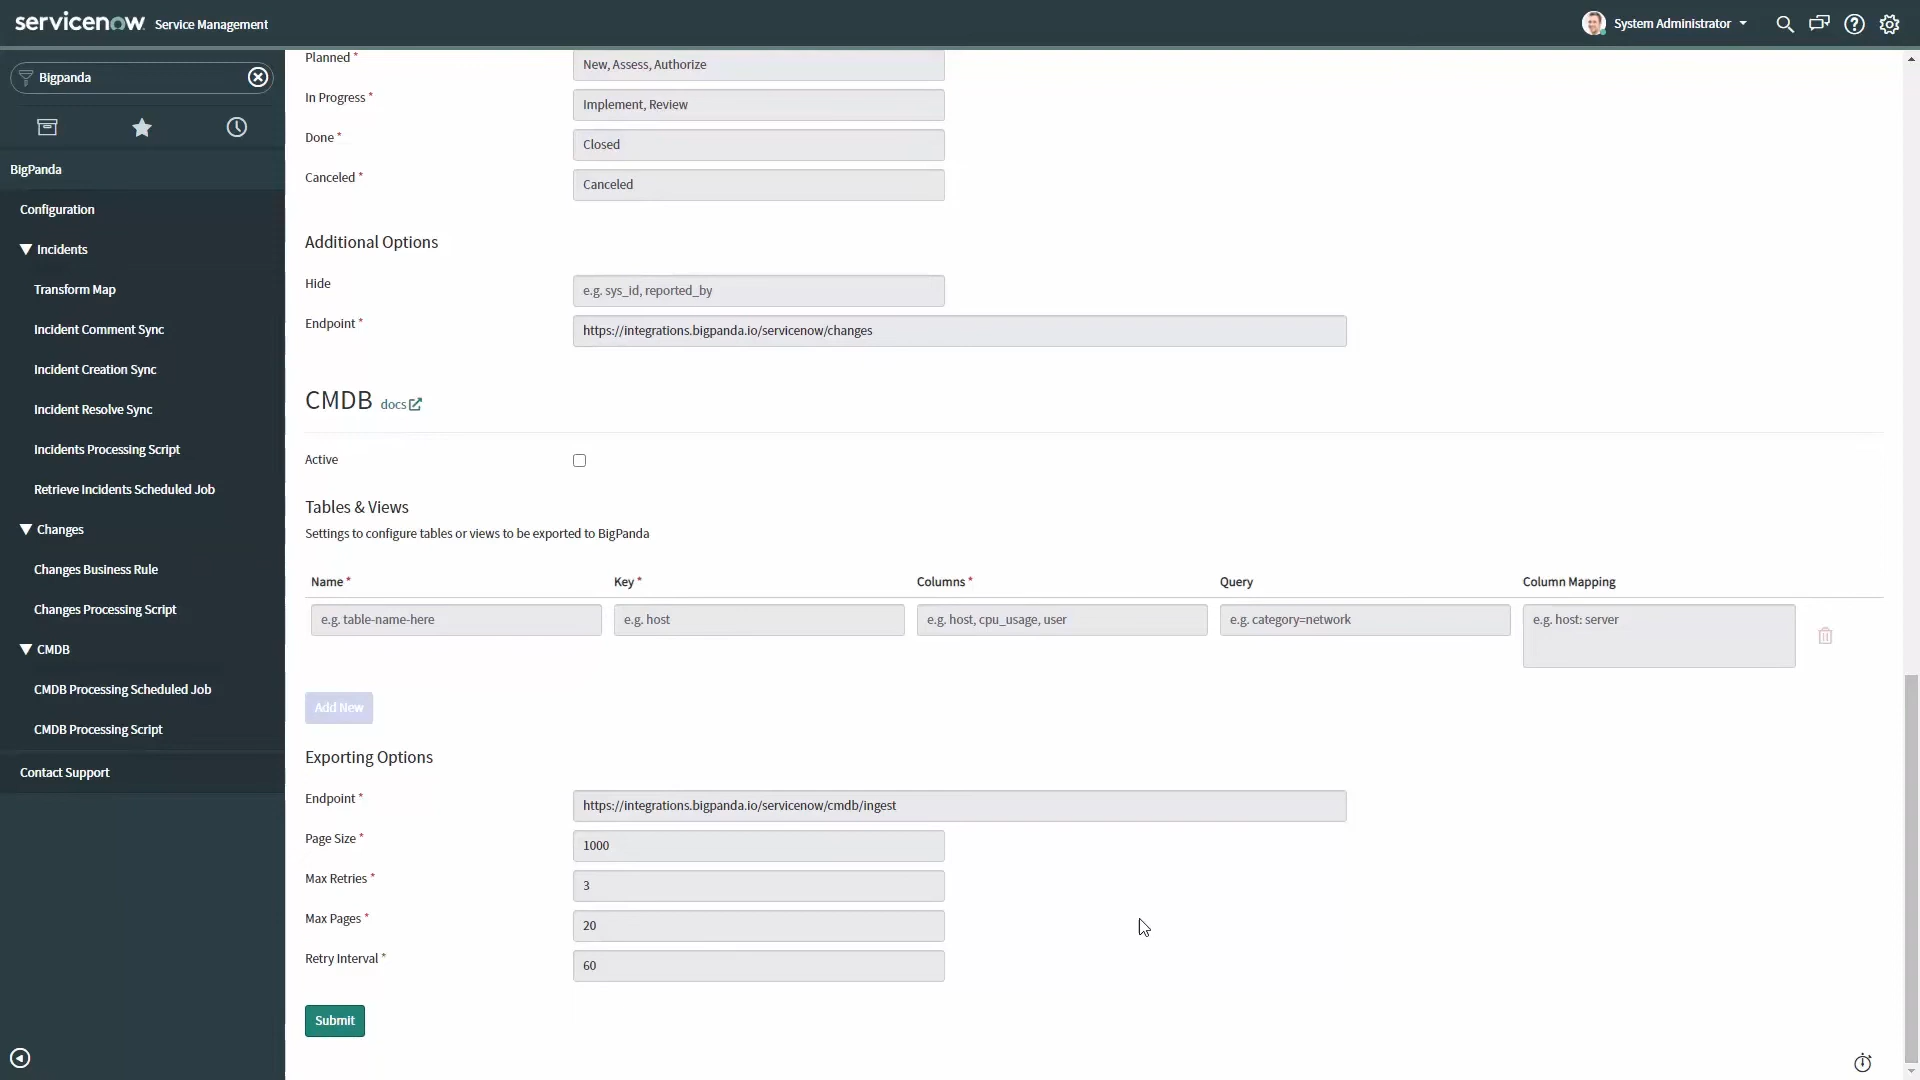 servicenow Service Management
System Administrator
Bigpanda
BigPanda
Configuration
Incidents
Transform Map
Incident Comment Sync
Incident Creation Sync
Incident Resolve Sync
Incidents Processing Script
Retrieve Incidents Scheduled Job
Changes
Changes Business Rule
Changes Processing Script
CMDB
CMDB Processing Scheduled Job
CMDB Processing Script
Contact Support
Planned * New, Assess, Authorize
In Progress * Implement, Review
Done * Closed
Canceled * Canceled
Additional Options
Hide e.g. sys_id, reported_by
Endpoint * https://integrations.bigpanda.io/servicenow/changes
CMDB docs
Active
Tables & Views
Settings to configure tables or views to be exported to BigPanda
Name * Key * Columns * Query Column Mapping
e.g. table-name-here e.g. host e.g. host, cpu_usage, user e.g. category=network e.g. host: server
Add New
Exporting Options
Endpoint * https://integrations.bigpanda.io/servicenow/cmdb/ingest
Page Size * 1000
Max Retries * 3
Max Pages * 20
Retry Interval * 60
Submit